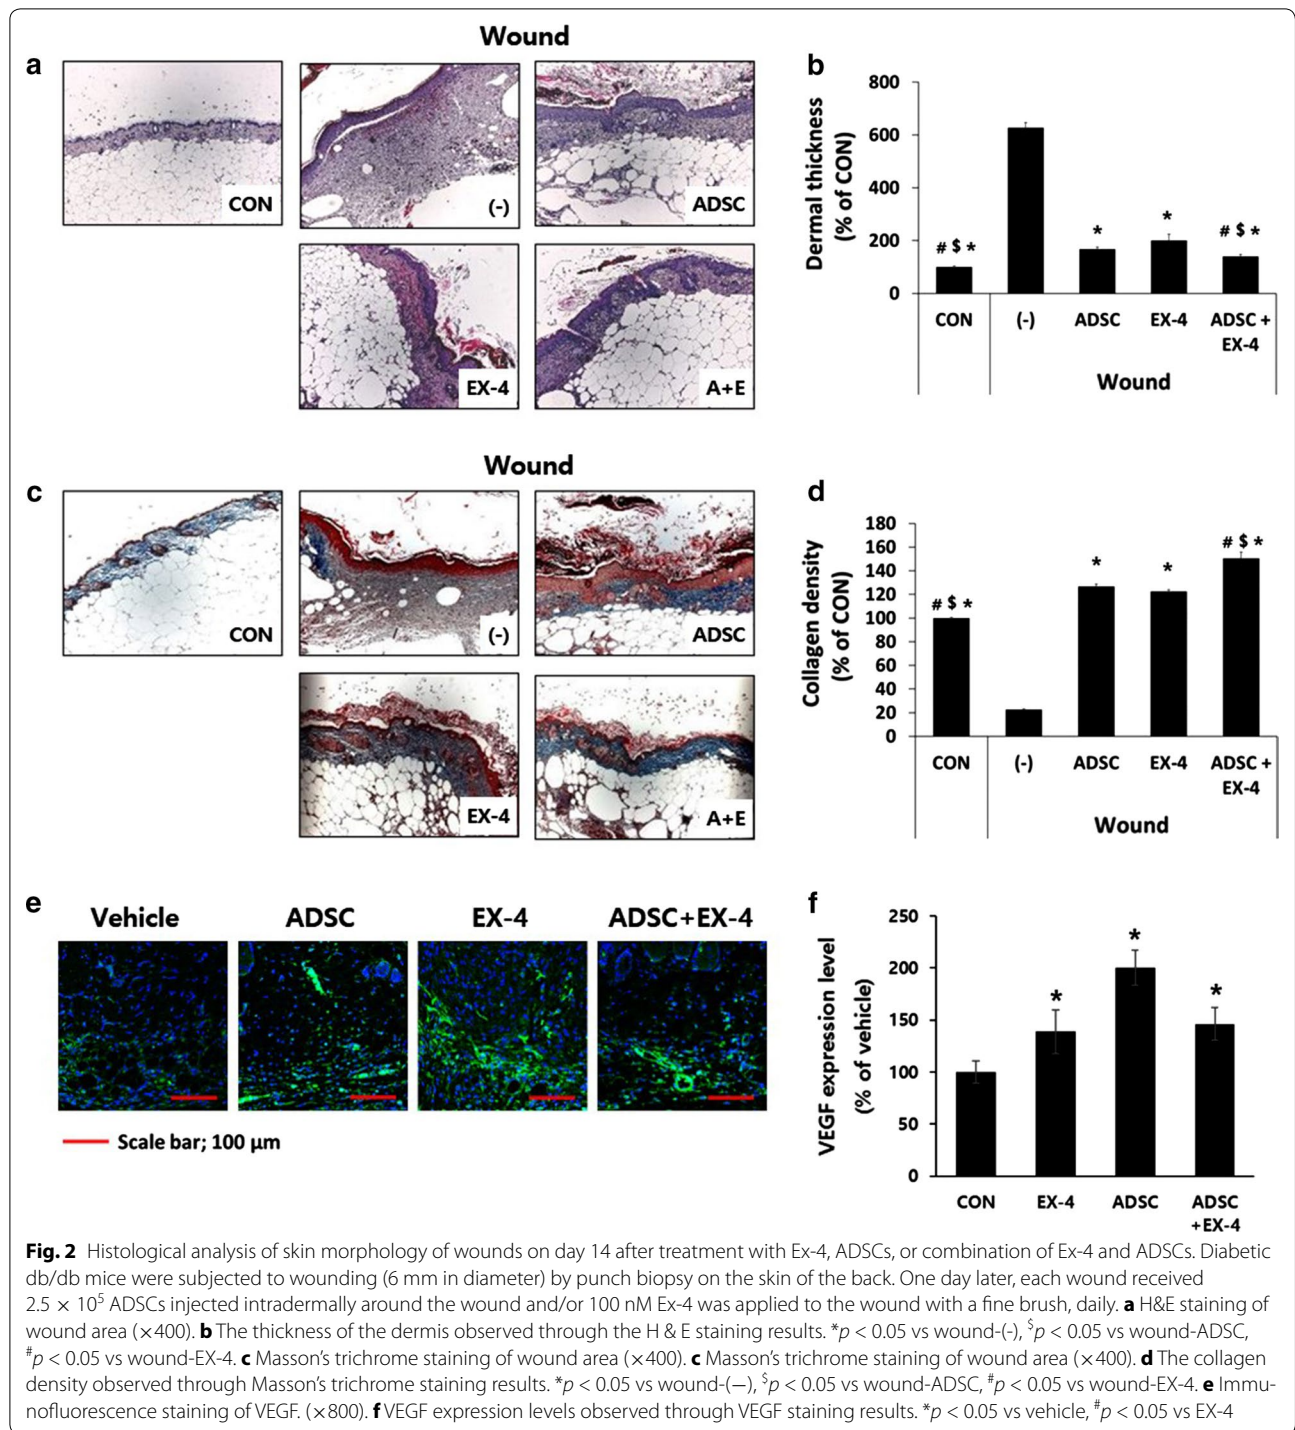 Wound
a
CON
(-)
ADSC
EX-4
A+E
b
Dermal thickness
(% of CON)
800
600
400
200
0
# $ *
*
*
# $ *
CON
(-)
ADSC
EX-4
ADSC +
EX-4
Wound
Wound
c
CON
(-)
ADSC
EX-4
A+E
d
Collagen density
(% of CON)
180
160
140
120
100
80
60
40
20
0
# $ *
*
*
# $ *
CON
(-)
ADSC
EX-4
ADSC +
EX-4
Wound
e
Vehicle
ADSC
EX-4
ADSC+EX-4
Scale bar; 100 μm
f
VEGF expression level
(% of vehicle)
250
200
150
100
50
0
*
*
*
CON
EX-4
ADSC
ADSC
+EX-4
Fig. 2 Histological analysis of skin morphology of wounds on day 14 after treatment with Ex-4, ADSCs, or combination of Ex-4 and ADSCs. Diabetic
db/db mice were subjected to wounding (6 mm in diameter) by punch biopsy on the skin of the back. One day later, each wound received
2.5 × 10⁵ ADSCs injected intradermally around the wound and/or 100 nM Ex-4 was applied to the wound with a fine brush, daily. a H&E staining of
wound area (×400). b The thickness of the dermis observed through the H & E staining results. *p < 0.05 vs wound-(-), $p < 0.05 vs wound-ADSC,
#p < 0.05 vs wound-EX-4. c Masson's trichrome staining of wound area (×400). c Masson's trichrome staining of wound area (×400). d The collagen
density observed through Masson's trichrome staining results. *p < 0.05 vs wound-(−), $p < 0.05 vs wound-ADSC, #p < 0.05 vs wound-EX-4. e Immu-
nofluorescence staining of VEGF. (×800). f VEGF expression levels observed through VEGF staining results. *p < 0.05 vs vehicle, #p < 0.05 vs EX-4